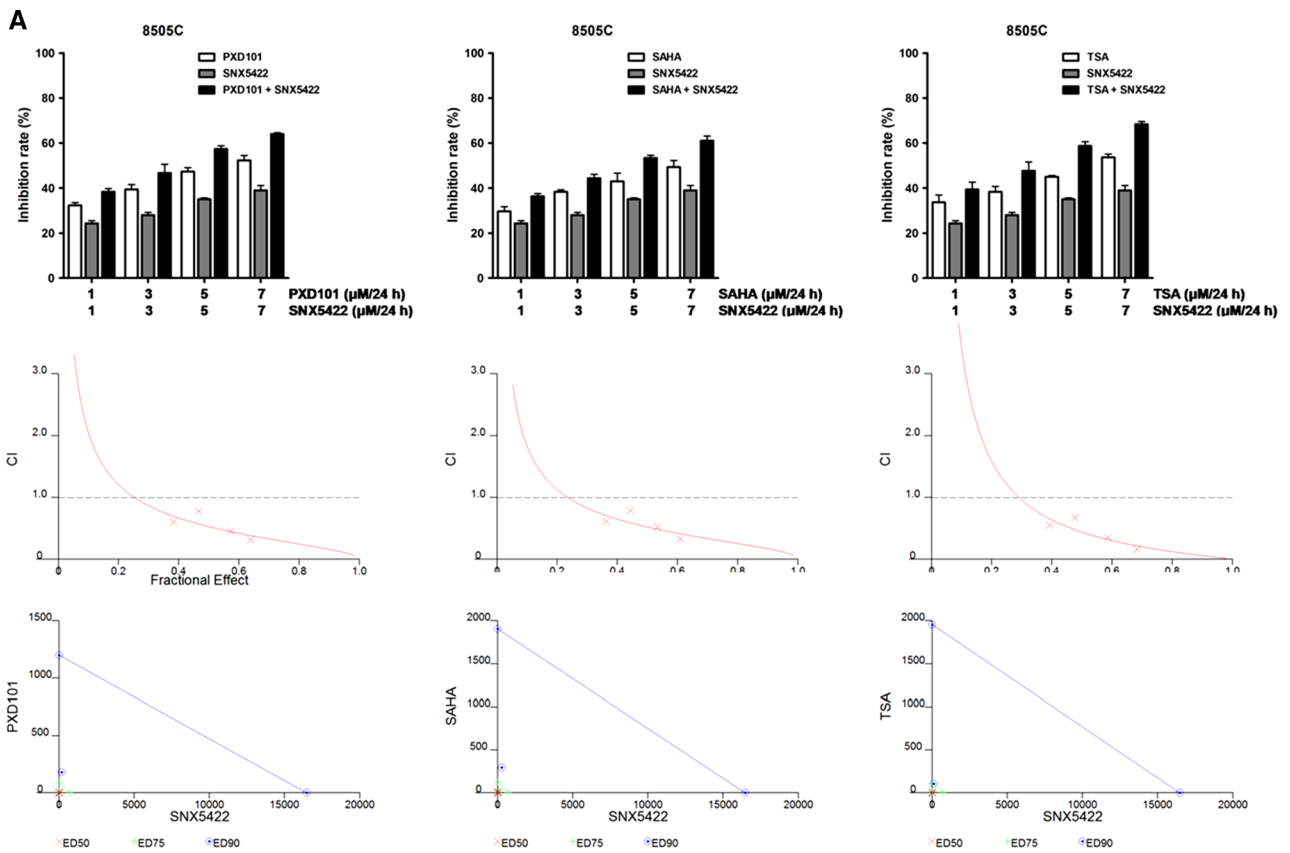 A
8505C
PXD101
SNX5422
PXD101 + SNX5422
Inhibition rate (%)
100
80
60
40
20
0
1 3 5 7 PXD101 (µM/24 h)
1 3 5 7 SNX5422 (µM/24 h)
8505C
SAHA
SNX5422
SAHA + SNX5422
Inhibition rate (%)
100
80
60
40
20
0
1 3 5 7 SAHA (µM/24 h)
1 3 5 7 SNX5422 (µM/24 h)
8505C
TSA
SNX5422
TSA + SNX5422
Inhibition rate (%)
100
80
60
40
20
0
1 3 5 7 TSA (µM/24 h)
1 3 5 7 SNX5422 (µM/24 h)
CI
3.0
2.0
1.0
0
0 0.2 0.4 0.6 0.8 1.0
Fractional Effect
CI
3.0
2.0
1.0
0
0 0.2 0.4 0.6 0.8 1.0
CI
3.0
2.0
1.0
0
0 0.2 0.4 0.6 0.8 1.0
PXD101
1500
1000
500
0
0 5000 10000 15000 20000
SNX5422
ED50 ED75 ED90
SAHA
2000
1500
1000
500
0
0 5000 10000 15000 20000
SNX5422
ED50 ED75 ED90
TSA
2000
1500
1000
500
0
0 5000 10000 15000 20000
SNX5422
ED50 ED75 ED90